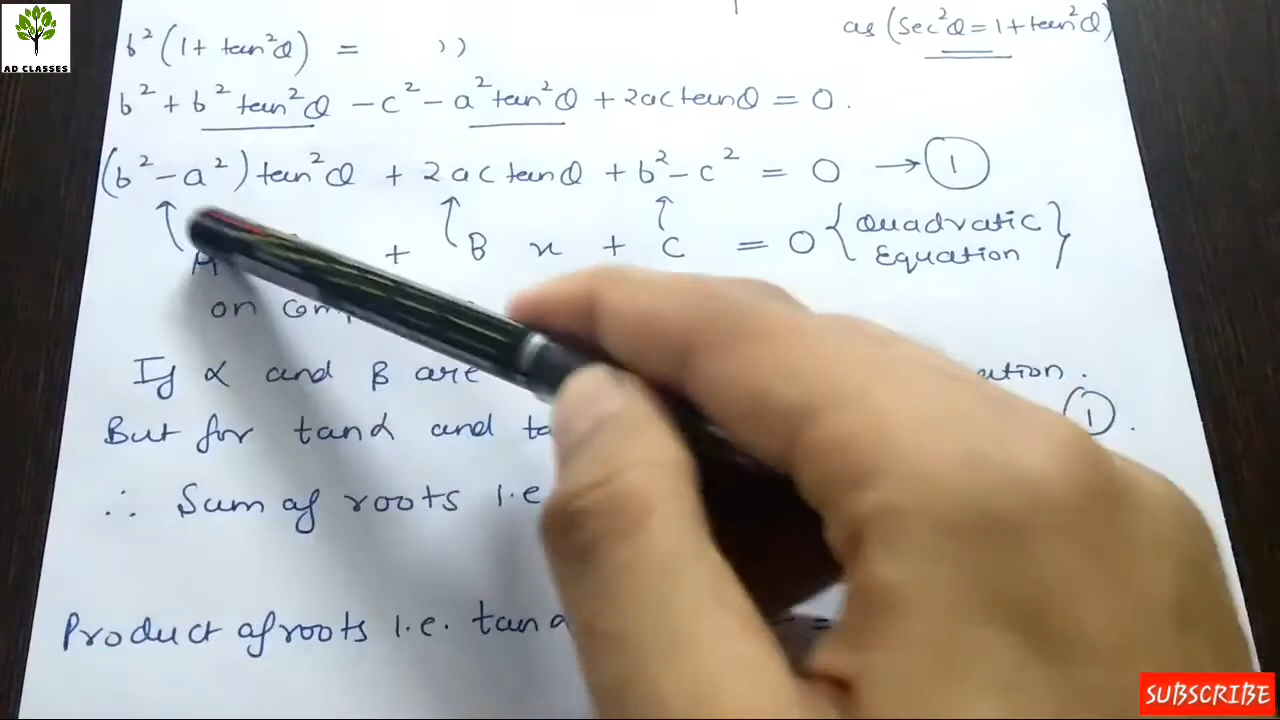 AD CLASSES
as (Sec²θ = 1 + tan²θ)
b² (1 + tan²θ) = ))
b² + b² tan²θ - c² - a² tan²θ + 2ac tanθ = 0.
(b² - a²) tan²θ + 2ac tanθ + b² - c² = 0 → ①
+ B x + C = 0 { Quadratic Equation }
on
If α and β are
But for tanα and ①.
∴ Sum of roots i.e
Product of roots i.e. tan α
SUBSCRIBE